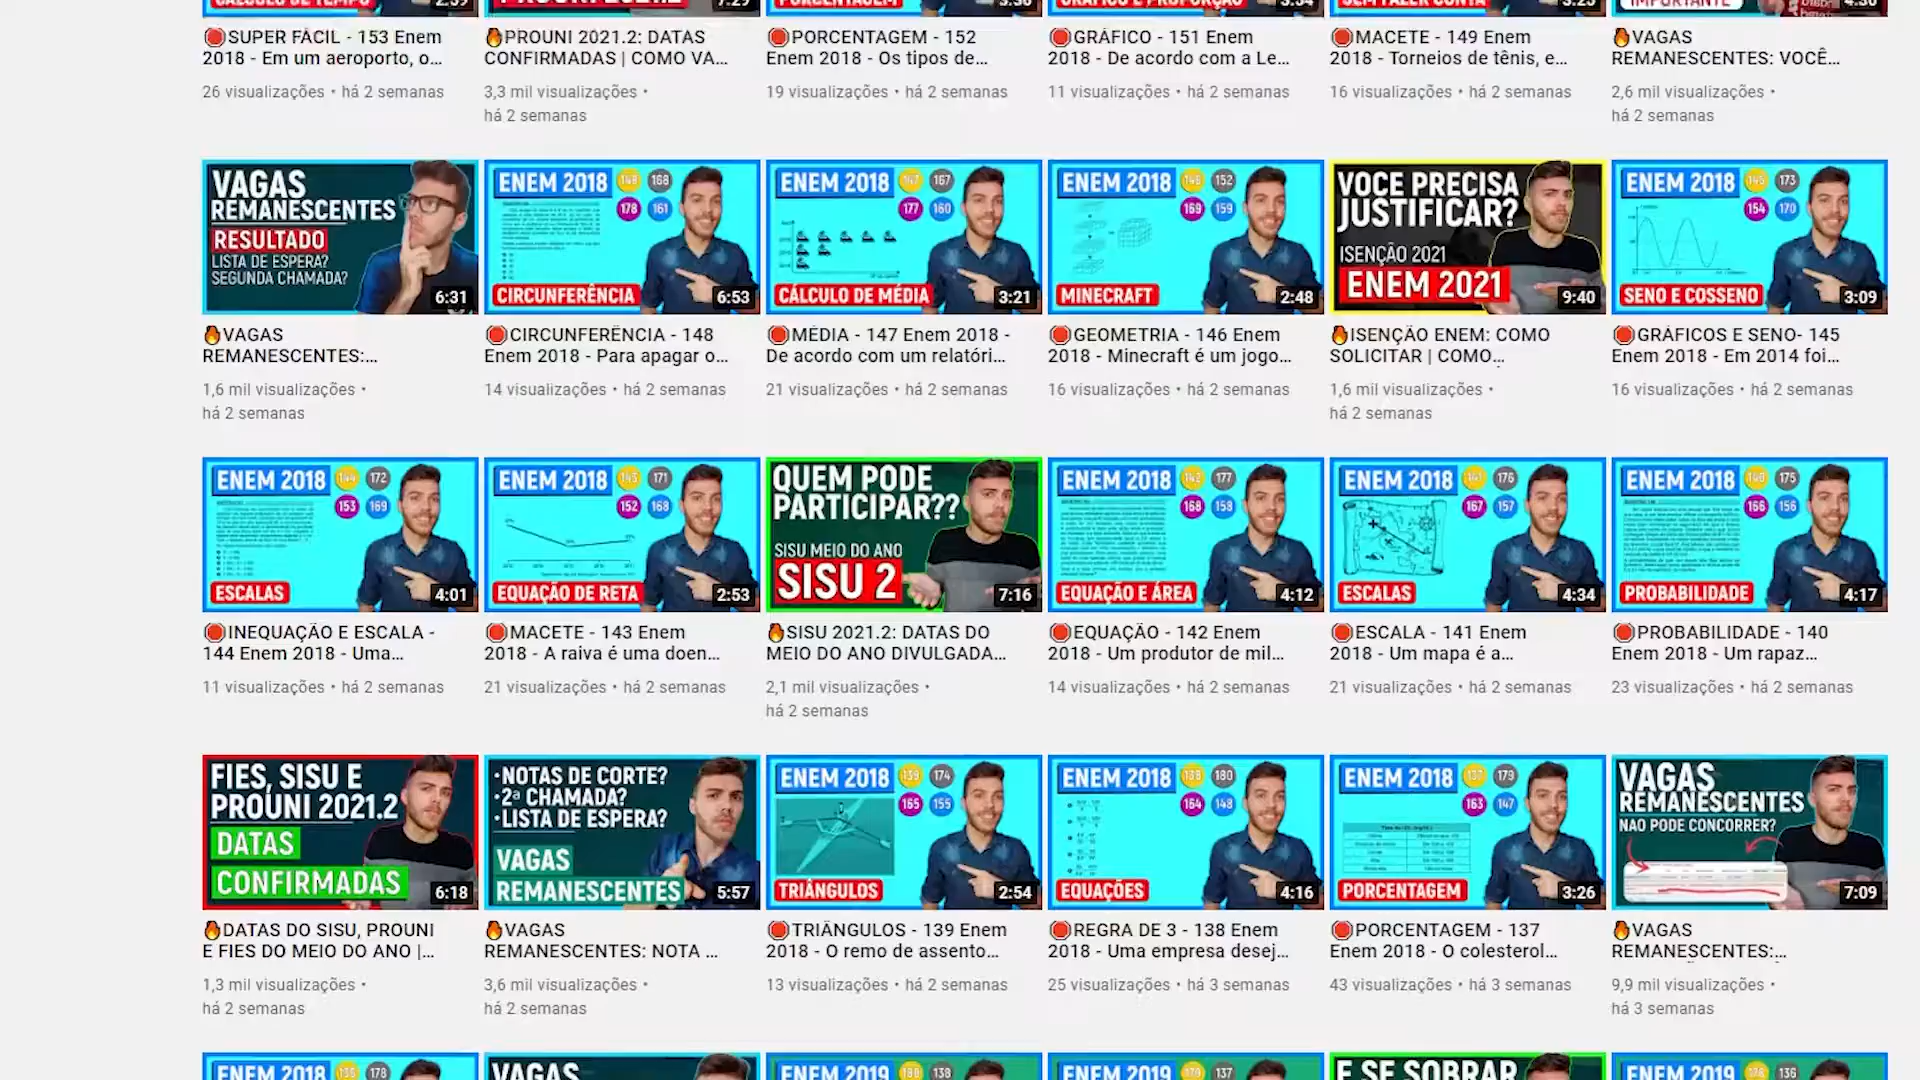 CÁLCULO DE TEMPO
2:59
7:29
PORCENTAGEM
3:36
GRÁFICO E PROPORÇÃO
3:34
SEM FAZER CONTA
3:25
IMPORTANTE
4:30
SUPER FÁCIL - 153 Enem
2018 - Em um aeroporto, o...
26 visualizações • há 2 semanas
PROUNI 2021.2: DATAS
CONFIRMADAS | COMO VA...
3,3 mil visualizações •
há 2 semanas
PORCENTAGEM - 152
Enem 2018 - Os tipos de...
19 visualizações • há 2 semanas
GRÁFICO - 151 Enem
2018 - De acordo com a Le...
11 visualizações • há 2 semanas
MACETE - 149 Enem
2018 - Torneios de tênis, e...
16 visualizações • há 2 semanas
VAGAS
REMANESCENTES: VOCÊ...
2,6 mil visualizações •
há 2 semanas
VAGAS
REMANESCENTES
RESULTADO
LISTA DE ESPERA?
SEGUNDA CHAMADA?
6:31
VAGAS
REMANESCENTES:...
1,6 mil visualizações •
há 2 semanas
ENEM 2018
148 168
178 161
CIRCUNFERÊNCIA
6:53
CIRCUNFERÊNCIA - 148
Enem 2018 - Para apagar o...
14 visualizações • há 2 semanas
ENEM 2018
147 167
177 160
CÁLCULO DE MÉDIA
3:21
MÉDIA - 147 Enem 2018 -
De acordo com um relatóri...
21 visualizações • há 2 semanas
ENEM 2018
146 152
169 159
MINECRAFT
2:48
GEOMETRIA - 146 Enem
2018 - Minecraft é um jogo...
16 visualizações • há 2 semanas
VOCE PRECISA
JUSTIFICAR?
ISENÇÃO 2021
ENEM 2021
9:40
ISENÇÃO ENEM: COMO
SOLICITAR | COMO...
1,6 mil visualizações •
há 2 semanas
ENEM 2018
145 173
154 170
SENO E COSSENO
3:09
GRÁFICOS E SENO- 145
Enem 2018 - Em 2014 foi...
16 visualizações • há 2 semanas
ENEM 2018
144 172
153 169
ESCALAS
4:01
INEQUAÇÃO E ESCALA -
144 Enem 2018 - Uma...
11 visualizações • há 2 semanas
ENEM 2018
143 171
152 168
EQUAÇÃO DE RETA
2:53
MACETE - 143 Enem
2018 - A raiva é uma doen...
21 visualizações • há 2 semanas
QUEM PODE
PARTICIPAR??
SISU MEIO DO ANO
SISU 2
7:16
SISU 2021.2: DATAS DO
MEIO DO ANO DIVULGADA...
2,1 mil visualizações •
há 2 semanas
ENEM 2018
142 177
168 158
EQUAÇÃO E ÁREA
4:12
EQUAÇÃO - 142 Enem
2018 - Um produtor de mil...
14 visualizações • há 2 semanas
ENEM 2018
141 176
167 157
ESCALAS
4:34
ESCALA - 141 Enem
2018 - Um mapa é a...
21 visualizações • há 2 semanas
ENEM 2018
140 175
166 156
PROBABILIDADE
4:17
PROBABILIDADE - 140
Enem 2018 - Um rapaz...
23 visualizações • há 2 semanas
FIES, SISU E
PROUNI 2021.2
DATAS
CONFIRMADAS
6:18
DATAS DO SISU, PROUNI
E FIES DO MEIO DO ANO |...
1,3 mil visualizações •
há 2 semanas
•NOTAS DE CORTE?
•2ª CHAMADA?
•LISTA DE ESPERA?
VAGAS
REMANESCENTES
5:57
VAGAS
REMANESCENTES: NOTA ...
3,6 mil visualizações •
há 2 semanas
ENEM 2018
139 174
165 155
TRIÂNGULOS
2:54
TRIÂNGULOS - 139 Enem
2018 - O remo de assento...
13 visualizações • há 2 semanas
ENEM 2018
138 180
164 148
EQUAÇÕES
4:16
REGRA DE 3 - 138 Enem
2018 - Uma empresa desej...
25 visualizações • há 3 semanas
ENEM 2018
137 179
163 147
PORCENTAGEM
3:26
PORCENTAGEM - 137
Enem 2018 - O colesterol...
43 visualizações • há 3 semanas
VAGAS
REMANESCENTES
NAO PODE CONCORRER?
7:09
VAGAS
REMANESCENTES:...
9,9 mil visualizações •
há 3 semanas
ENEM 2018
178
VAGAS
ENEM 2019
138
ENEM 2019
137
E SE SOBRAR
ENEM 2019
136